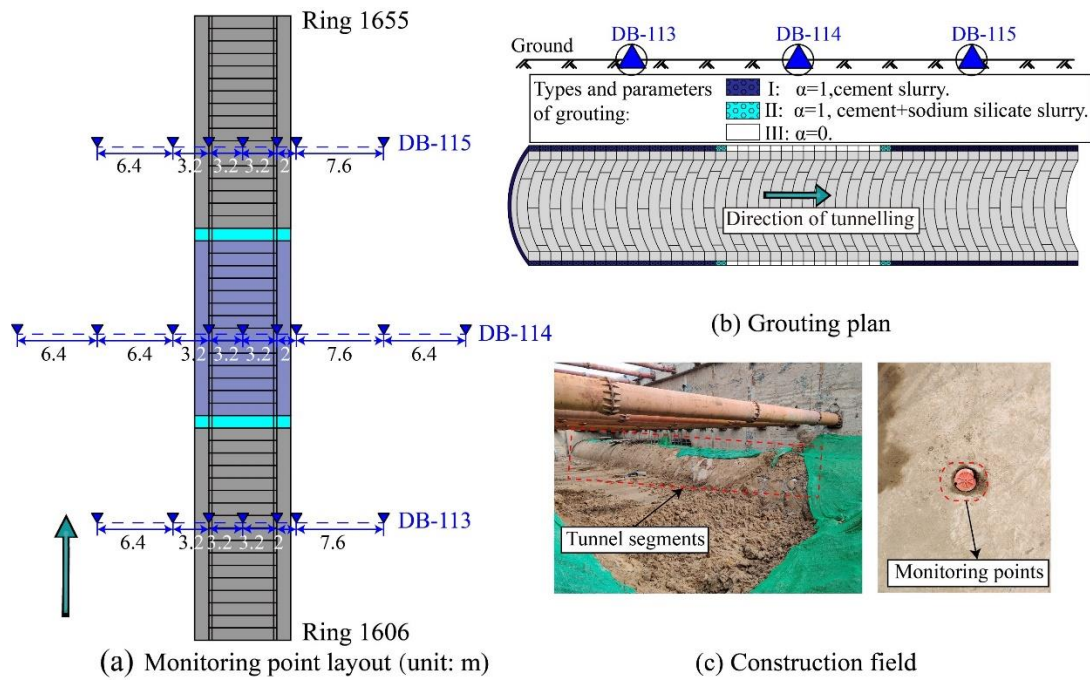 Ring 1655
DB-115
6.4 3.2 3.2 3.2 2 7.6
DB-114
6.4 6.4 3.2 3.2 3.2 2 7.6 6.4
DB-113
6.4 3.2 3.2 3.2 2 7.6
Ring 1606
(a) Monitoring point layout (unit: m)
DB-113 DB-114 DB-115
Ground
Types and parameters
of grouting:
I: α=1,cement slurry.
II: α=1, cement+sodium silicate slurry.
III: α=0.
Direction of tunnelling
(b) Grouting plan
Tunnel segments
Monitoring points
(c) Construction field